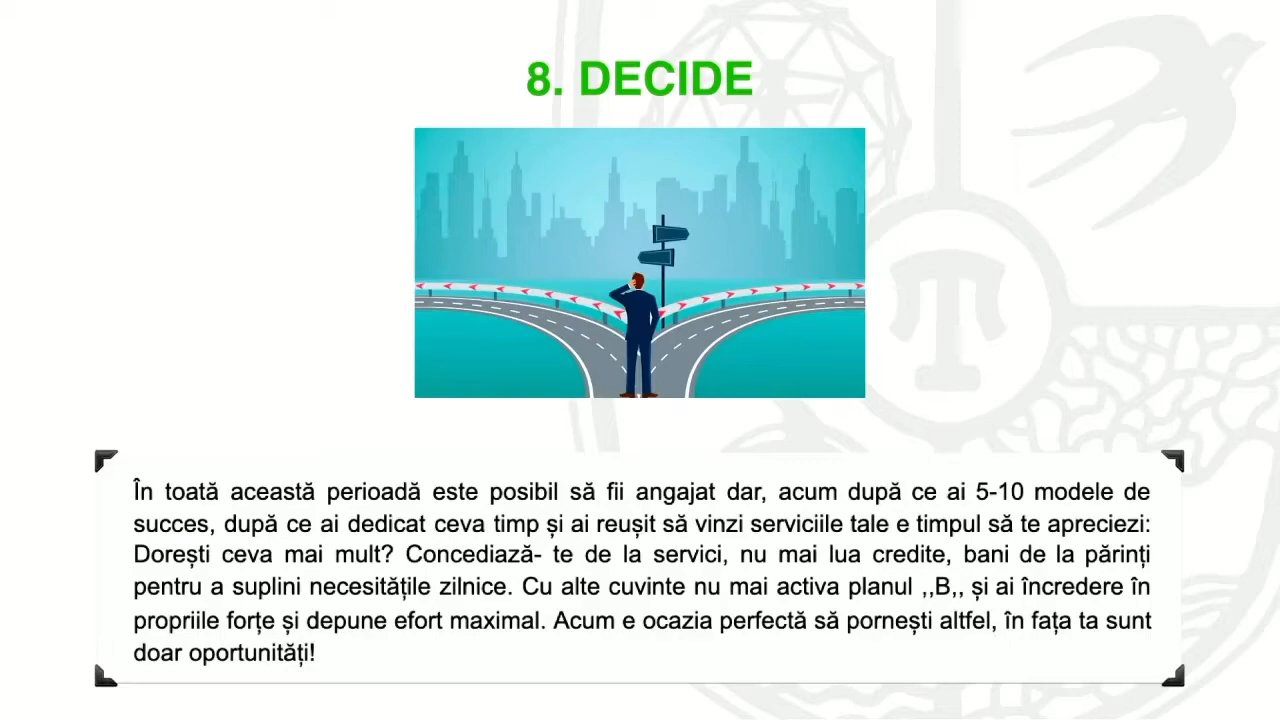 8. DECIDE
În toată această perioadă este posibil să fii angajat dar, acum după ce ai 5-10 modele de
succes, după ce ai dedicat ceva timp și ai reușit să vinzi serviciile tale e timpul să te apreciezi:
Dorești ceva mai mult? Concediază- te de la servici, nu mai lua credite, bani de la părinți
pentru a suplini necesitățile zilnice. Cu alte cuvinte nu mai activa planul ,,B,, și ai încredere în
propriile forțe și depune efort maximal. Acum e ocazia perfectă să pornești altfel, în fața ta sunt
doar oportunități!